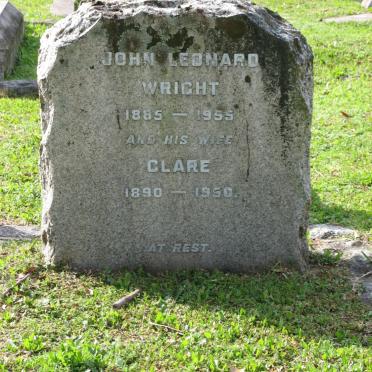 JOHN LEONARD
WRIGHT
1885 — 1955
AND HIS WIFE
CLARE
1890 — 1950.
AT REST.